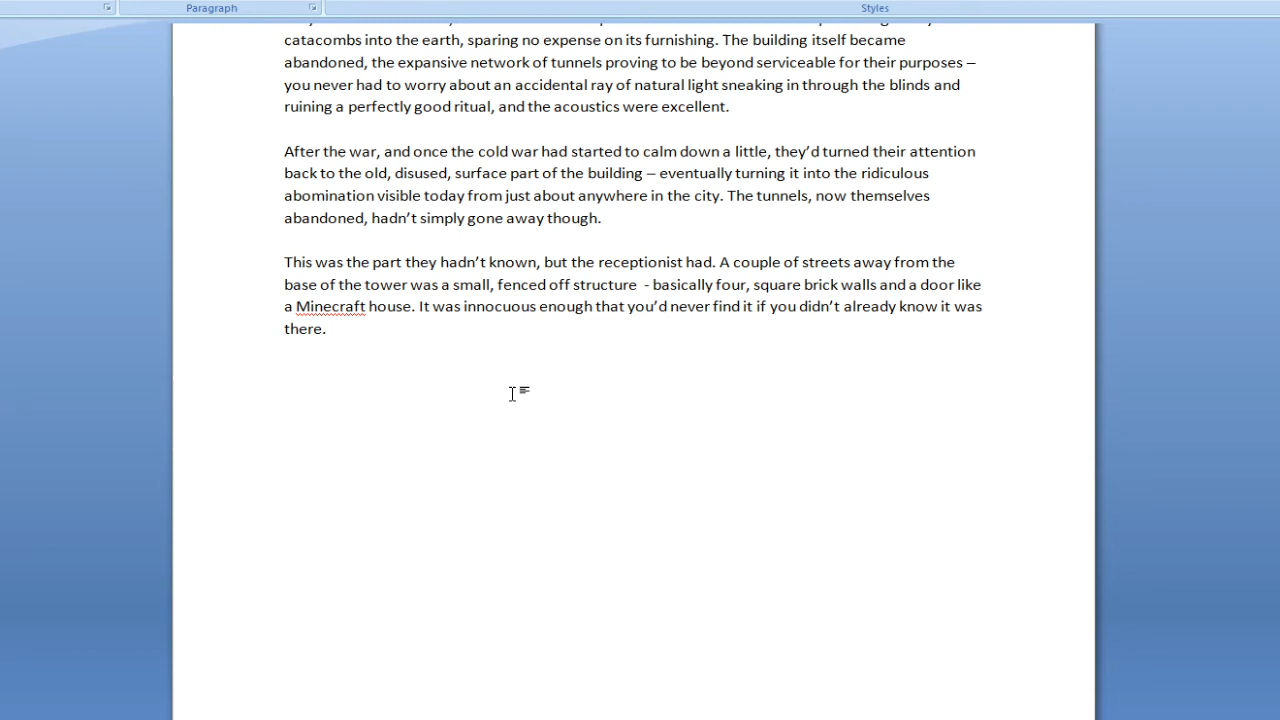 Paragraph
Styles
catacombs into the earth, sparing no expense on its furnishing. The building itself became
abandoned, the expansive network of tunnels proving to be beyond serviceable for their purposes –
you never had to worry about an accidental ray of natural light sneaking in through the blinds and
ruining a perfectly good ritual, and the acoustics were excellent.
After the war, and once the cold war had started to calm down a little, they’d turned their attention
back to the old, disused, surface part of the building – eventually turning it into the ridiculous
abomination visible today from just about anywhere in the city. The tunnels, now themselves
abandoned, hadn’t simply gone away though.
This was the part they hadn’t known, but the receptionist had. A couple of streets away from the
base of the tower was a small, fenced off structure  - basically four, square brick walls and a door like
a Minecraft house. It was innocuous enough that you’d never find it if you didn’t already know it was
there.